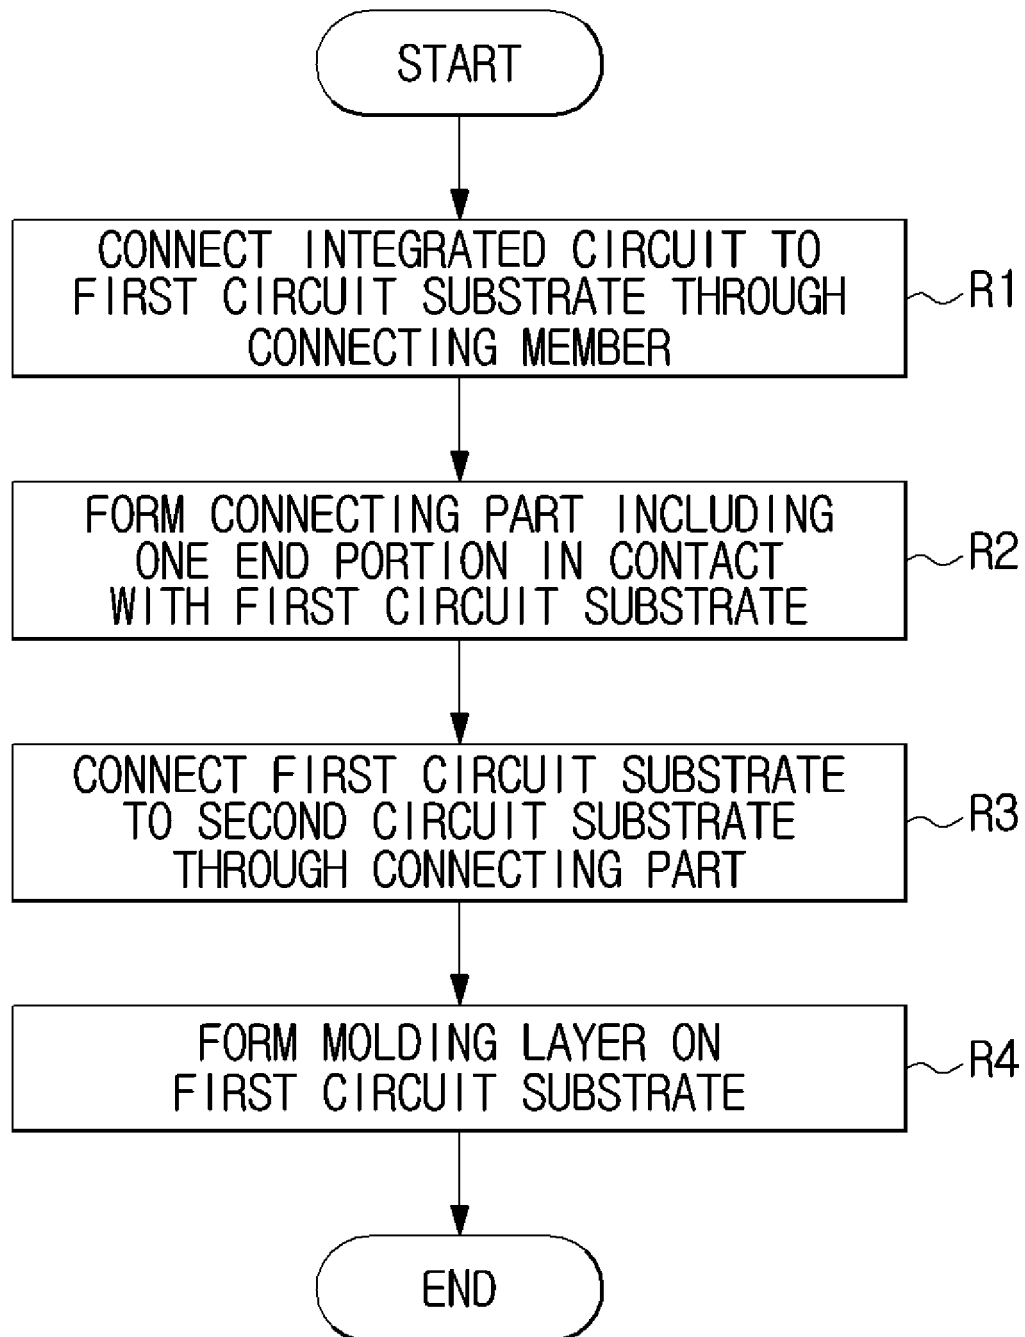 START
CONNECT INTEGRATED CIRCUIT TO
FIRST CIRCUIT SUBSTRATE THROUGH
CONNECTING MEMBER
R1
FORM CONNECTING PART INCLUDING
ONE END PORTION IN CONTACT
WITH FIRST CIRCUIT SUBSTRATE
R2
CONNECT FIRST CIRCUIT SUBSTRATE
TO SECOND CIRCUIT SUBSTRATE
THROUGH CONNECTING PART
R3
FORM MOLDING LAYER ON
FIRST CIRCUIT SUBSTRATE
R4
END